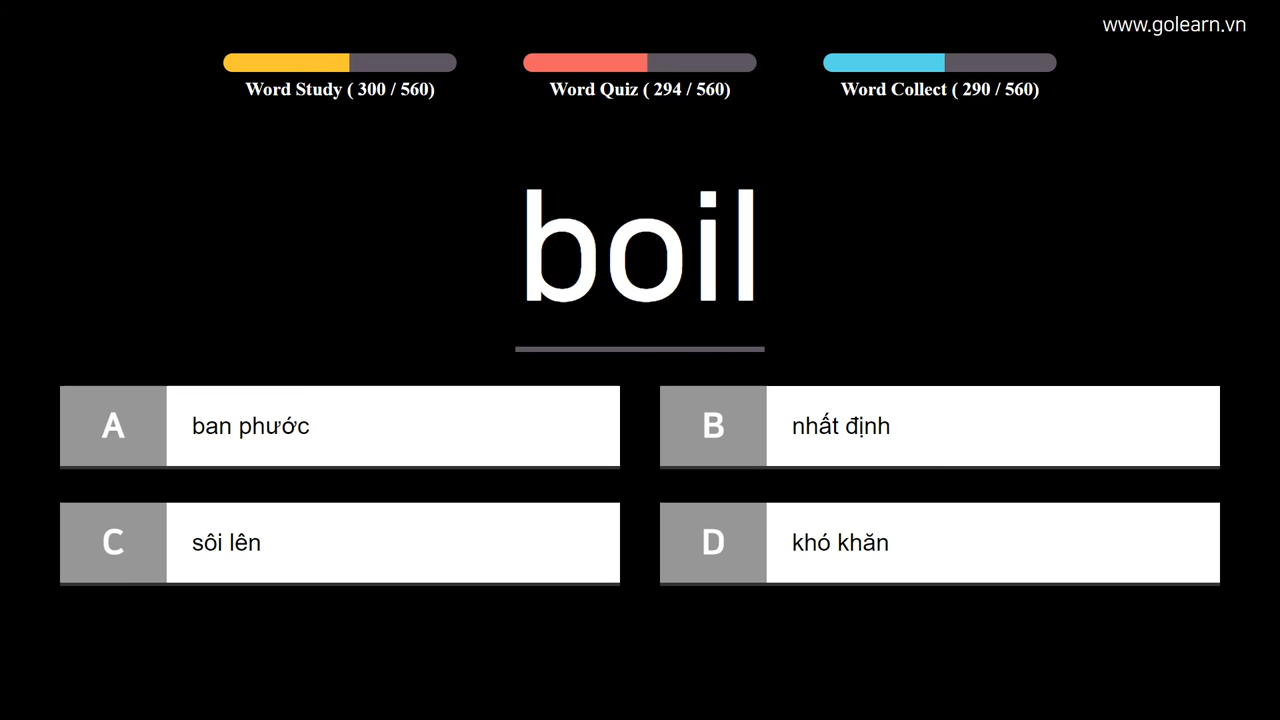 www.golearn.vn
Word Study ( 300 / 560)
Word Quiz ( 294 / 560)
Word Collect ( 290 / 560)
boil
A ban phước
B nhất định
C sôi lên
D khó khăn